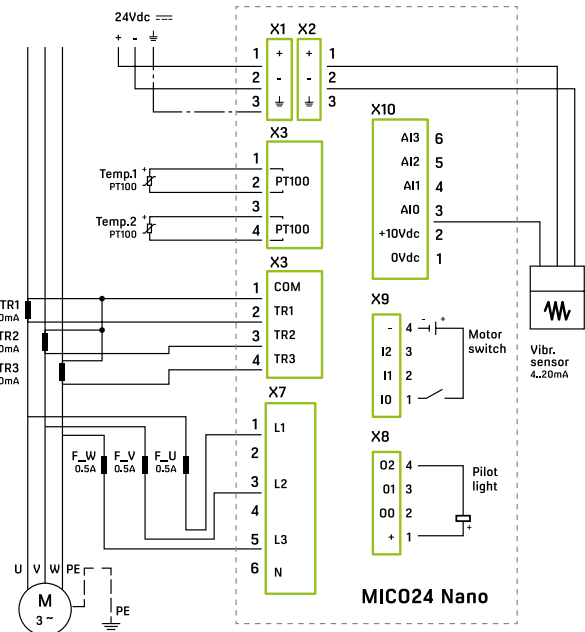 24Vdc
+ - 
X1 X2
1 + + 1
2 - - 2
3 3
X10
AI3 6
AI2 5
AI1 4
AI0 3
+10Vdc 2
0Vdc 1
X3
1
2 PT100
3
4 PT100
Temp.1 +
PT100
Temp.2 +
PT100
X3
1 COM
2 TR1
3 TR2
4 TR3
TR1
0mA
TR2
0mA
TR3
0mA
X9
- 4 - +
I2 3
I1 2
I0 1
Motor
switch
Vibr.
sensor
4..20mA
X7
1 L1
2
3 L2
4
5 L3
6 N
F_W
0.5A
F_V
0.5A
F_U
0.5A
X8
O2 4
O1 3
O0 2
+ 1
Pilot
light
+
U V W PE
M
3 ~
PE
MICO24 Nano